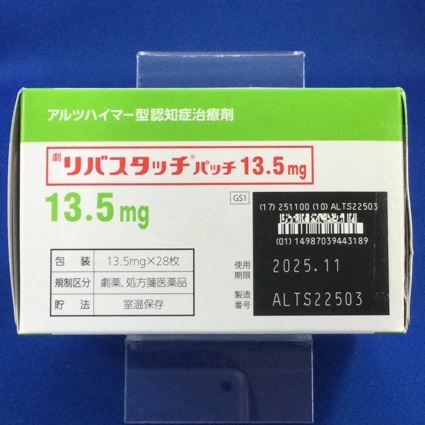 アルツハイマー型認知症治療剤
劇 リバスタッチ®パッチ 13.5mg
13.5mg
GS1
(17) 251100 (10) ALTS22503
(01) 14987039443189
包装 13.5mg×28枚
規制区分 劇薬、処方箋医薬品
貯法 室温保存
使用期限 2025.11
製造番号 ALTS22503